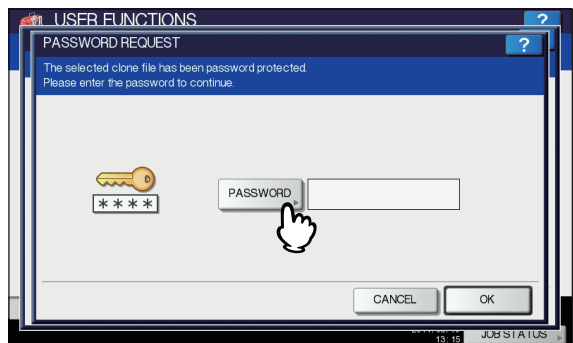 USER FUNCTIONS
?
PASSWORD REQUEST
?
The selected clone file has been password protected.
Please enter the password to continue.
PASSWORD
****
CANCEL
OK
13:15
JOB STATUS